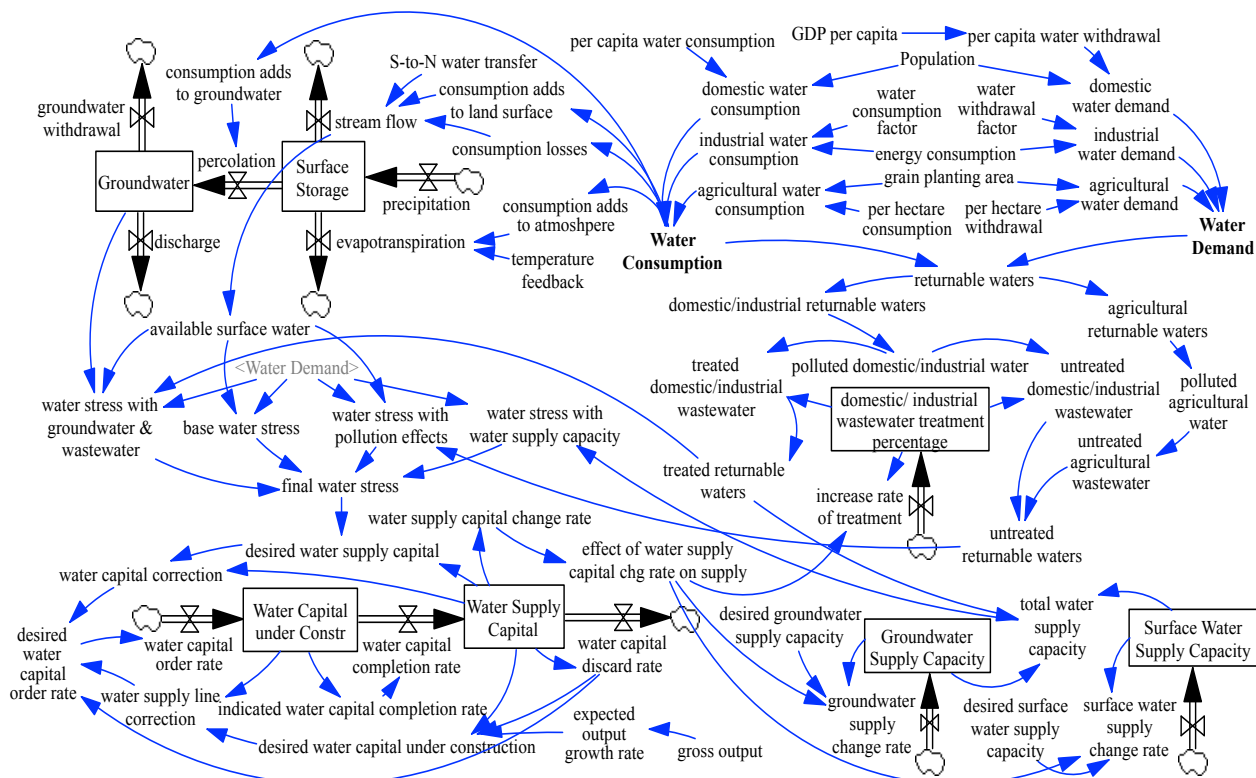 consumption adds
to groundwater
groundwater
withdrawal
S-to-N water transfer
consumption adds
to land surface
stream flow
consumption losses
percolation
Groundwater
Surface
Storage
precipitation
discharge
evapotranspiration
consumption adds
to atmoshpere
temperature
feedback
per capita water consumption
GDP per capita
per capita water withdrawal
Population
domestic water
consumption
domestic
water demand
water
consumption
factor
water
withdrawal
factor
industrial water
consumption
energy consumption
industrial
water demand
grain planting area
agricultural water
consumption
agricultural
water demand
per hectare
consumption
per hectare
withdrawal
Water
Consumption
Water
Demand
returnable waters
domestic/industrial returnable waters
agricultural
returnable waters
available surface water
<Water Demand>
treated
domestic/industrial
wastewater
polluted domestic/industrial water
untreated
domestic/industrial
wastewater
polluted
agricultural
water
water stress with
groundwater &
wastewater
base water stress
water stress with
pollution effects
water stress with
water supply capacity
domestic/ industrial
wastewater treatment
percentage
untreated
agricultural
wastewater
treated returnable
waters
final water stress
increase rate
of treatment
untreated
returnable waters
water supply capital change rate
desired water supply capital
effect of water supply
capital chg rate on supply
water capital correction
Water Capital
under Constr
Water Supply
Capital
desired groundwater
supply capacity
total water
supply
capacity
Groundwater
Supply Capacity
Surface Water
Supply Capacity
desired
water
capital
order rate
water capital
order rate
water capital
completion rate
water capital
discard rate
water supply line
correction
indicated water capital completion rate
groundwater
supply
change rate
desired surface
water supply
capacity
surface water
supply
change rate
desired water capital under construction
expected
output
growth rate
gross output